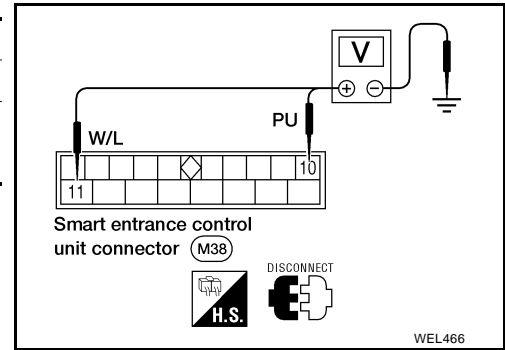 V
+ −
PU
W/L
10
11
Smart entrance control
unit connector M38
DISCONNECT
H.S.
WEL466